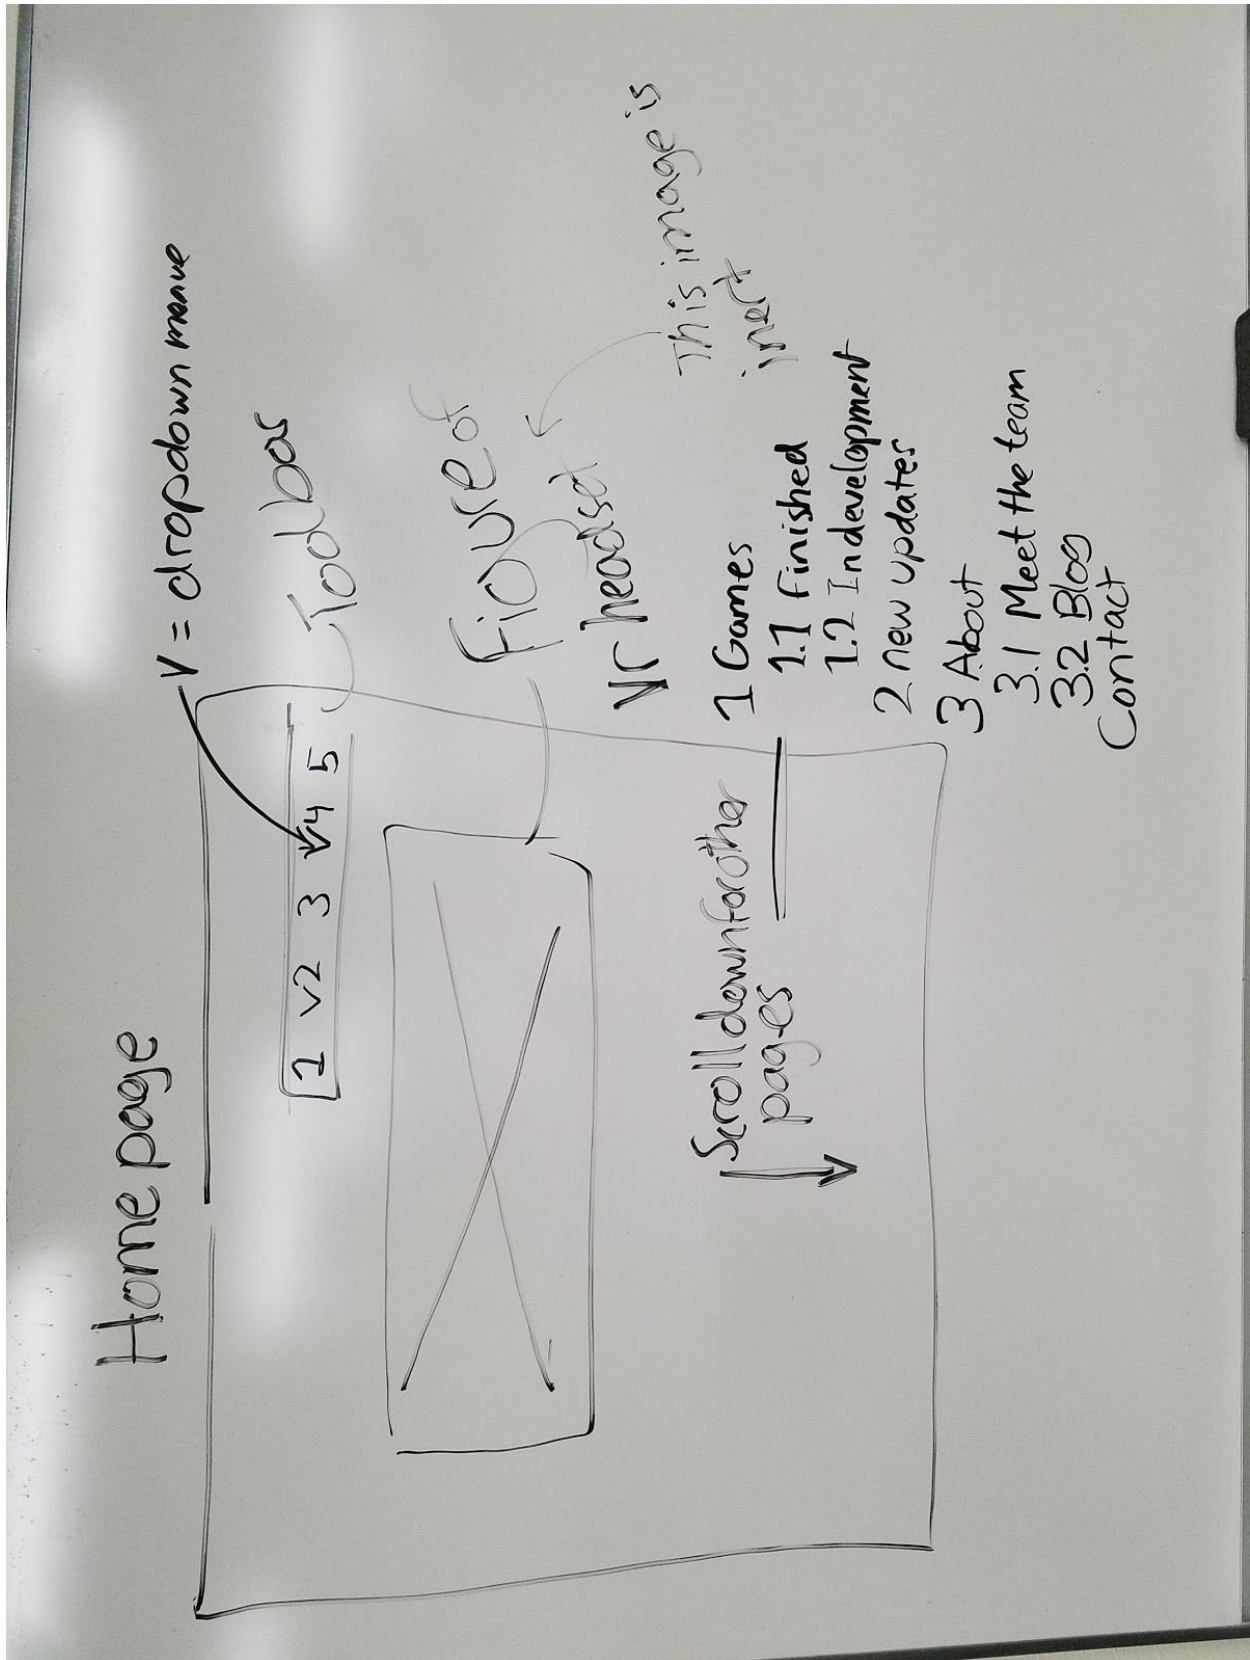 Home page
V = dropdown menue
1 v2 3 v4 5
Toolbar
Figure of
vr headset
This image is
inert
Scroll down for other
pages
1 Games
1.1 Finished
1.2 Indevelopment
2 new updates
3 About
3.1 Meet the team
3.2 Blog
Contact